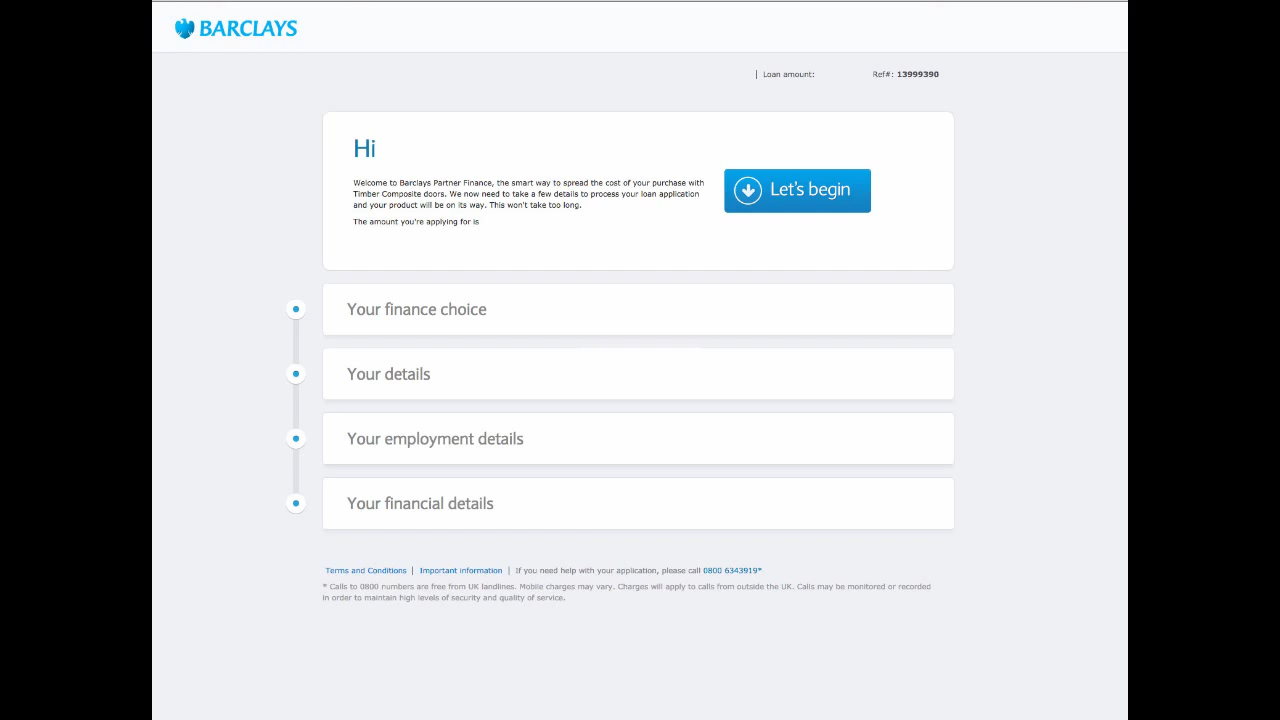 BARCLAYS
| Loan amount: Ref#: 13999390
Hi
Welcome to Barclays Partner Finance, the smart way to spread the cost of your purchase with
Timber Composite doors. We now need to take a few details to process your loan application
and your product will be on its way. This won't take too long.
The amount you're applying for is
Let's begin
Your finance choice
Your details
Your employment details
Your financial details
Terms and Conditions | Important information | If you need help with your application, please call 0800 6343919*
* Calls to 0800 numbers are free from UK landlines. Mobile charges may vary. Charges will apply to calls from outside the UK. Calls may be monitored or recorded
in order to maintain high levels of security and quality of service.